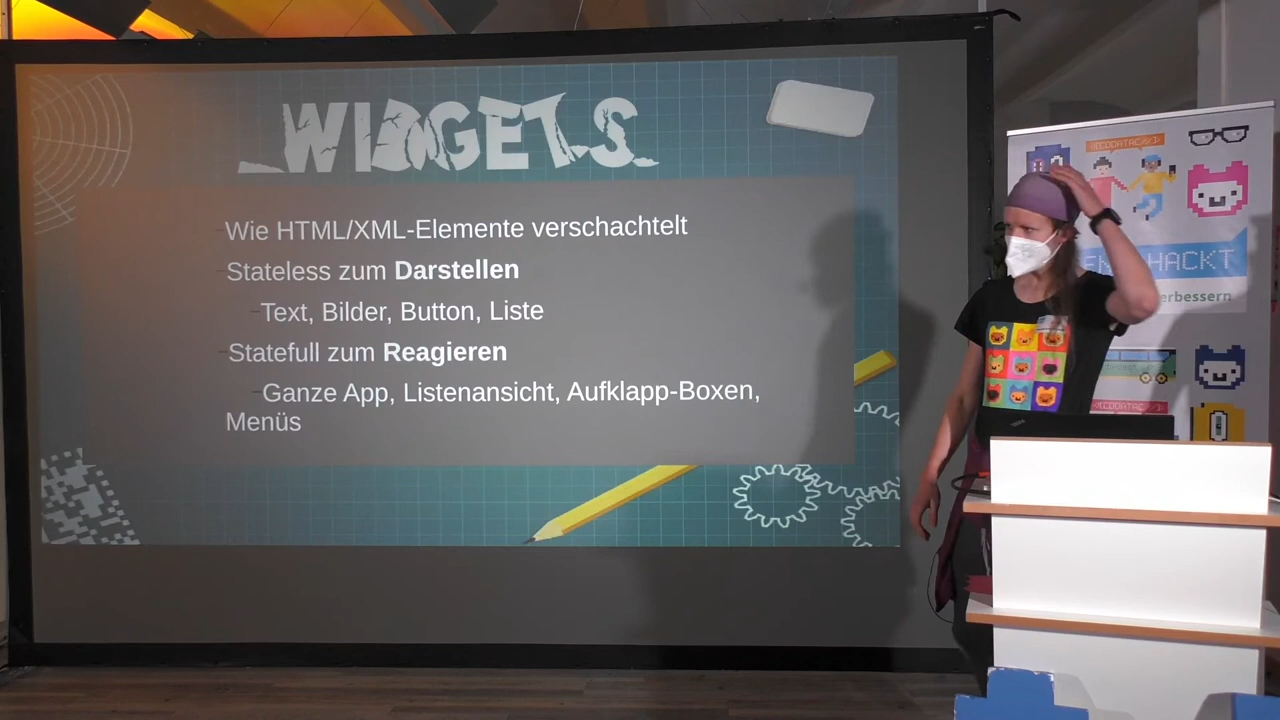 WIDGETS
Wie HTML/XML-Elemente verschachtelt
Stateless zum Darstellen
Text, Bilder, Button, Liste
Statefull zum Reagieren
Ganze App, Listenansicht, Aufklapp-Boxen,
Menüs
HACKT
erbessern